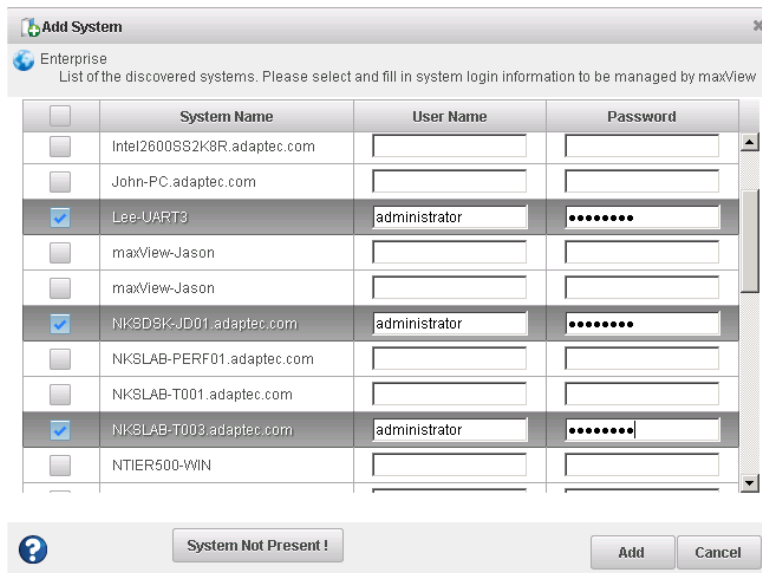 Add System
Enterprise
List of the discovered systems. Please select and fill in system login information to be managed by maxView
System Name User Name Password
Intel2600SS2K8R.adaptec.com
John-PC.adaptec.com
Lee-UART3 administrator ••••••••
maxView-Jason
maxView-Jason
NKSDSK-JD01.adaptec.com administrator ••••••••
NKSLAB-PERF01.adaptec.com
NKSLAB-T001.adaptec.com
NKSLAB-T003.adaptec.com administrator ••••••••
NTIER500-WIN
? System Not Present ! Add Cancel